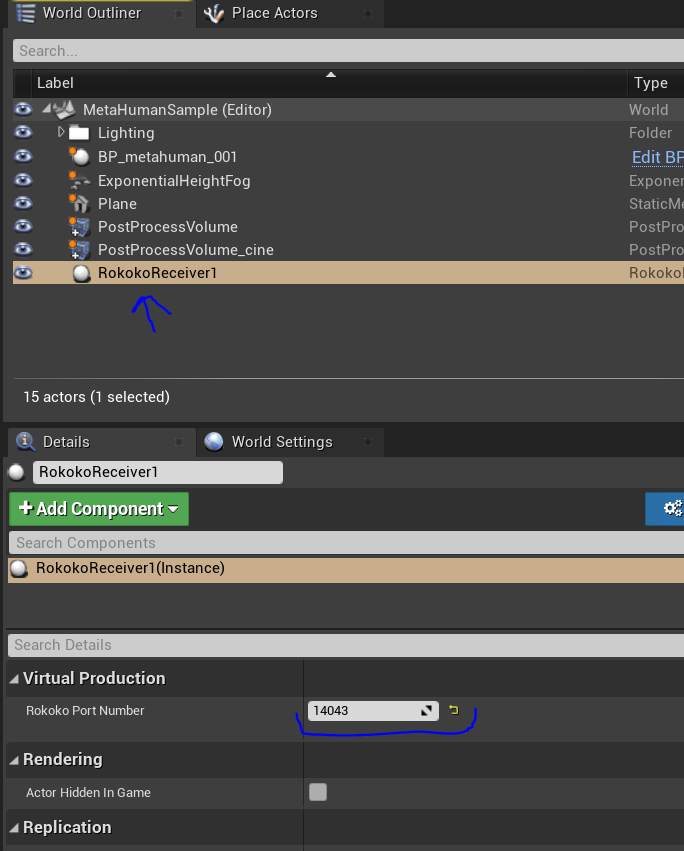 World Outliner
Place Actors
Search...
Label
Type
MetaHumanSample (Editor)
World
Lighting
Folder
BP_metahuman_001
Edit BP
ExponentialHeightFog
Exponer
Plane
StaticMe
PostProcessVolume
PostPro
PostProcessVolume_cine
PostPro
RokokoReceiver1
Rokokol
15 actors (1 selected)
Details
World Settings
RokokoReceiver1
Add Component
Search Components
RokokoReceiver1(Instance)
Search Details
Virtual Production
Rokoko Port Number
14043
Rendering
Actor Hidden In Game
Replication